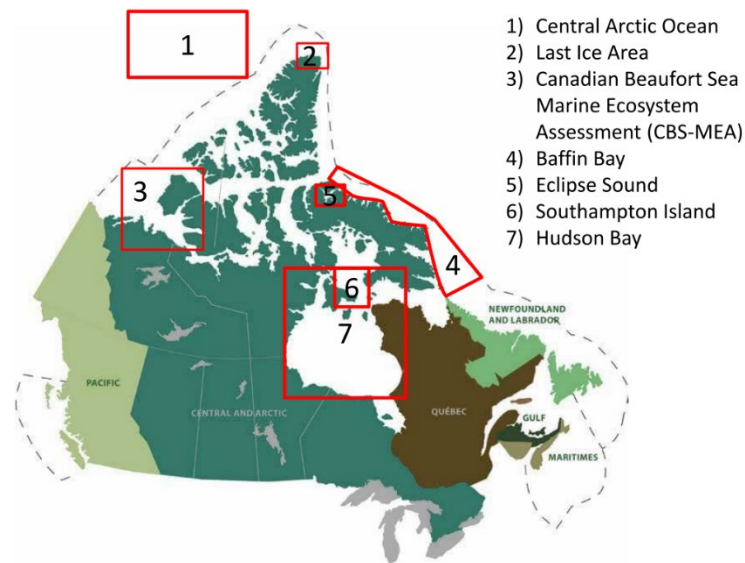 1) Central Arctic Ocean
2) Last Ice Area
3) Canadian Beaufort Sea
Marine Ecosystem
Assessment (CBS-MEA)
4) Baffin Bay
5) Eclipse Sound
6) Southampton Island
7) Hudson Bay
1
2
3
5
4
6
7
NEWFOUNDLAND
AND LABRADOR
PACIFIC
CENTRAL AND ARCTIC
QUÉBEC
GULF
MARITIMES